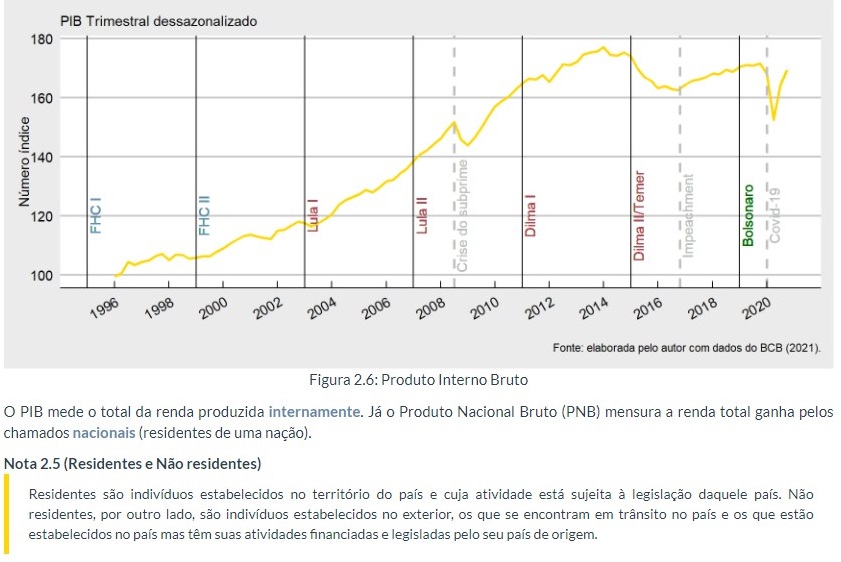 PIB Trimestral dessazonalizado
180
160
140
120
100
Número índice
FHC I
FHC II
Lula I
Lula II
Crise do subprime
Dilma I
Dilma II/Temer
Impeachment
Bolsonaro
Covid-19
1996
1998
2000
2002
2004
2006
2008
2010
2012
2014
2016
2018
2020
Fonte: elaborada pelo autor com dados do BCB (2021).
Figura 2.6: Produto Interno Bruto
O PIB mede o total da renda produzida internamente. Já o Produto Nacional Bruto (PNB) mensura a renda total ganha pelos
chamados nacionais (residentes de uma nação).
Nota 2.5 (Residentes e Não residentes)
Residentes são indivíduos estabelecidos no território do país e cuja atividade está sujeita à legislação daquele país. Não
residentes, por outro lado, são indivíduos estabelecidos no exterior, os que se encontram em trânsito no país e os que estão
estabelecidos no país mas têm suas atividades financiadas e legisladas pelo seu país de origem.